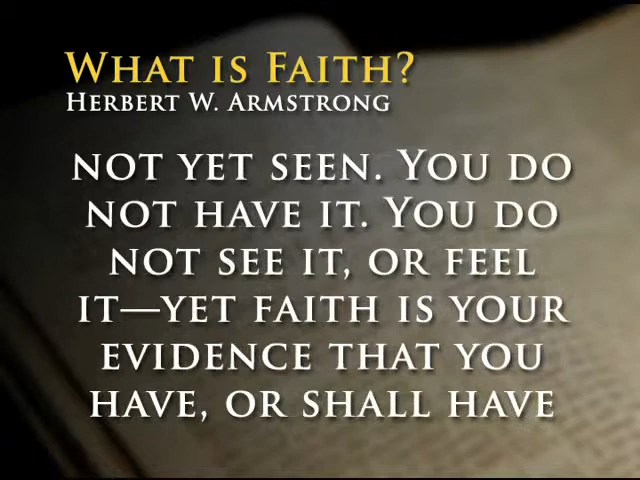 What is Faith?
Herbert W. Armstrong
not yet seen. You do
not have it. You do
not see it, or feel
it—yet faith is your
evidence that you
have, or shall have